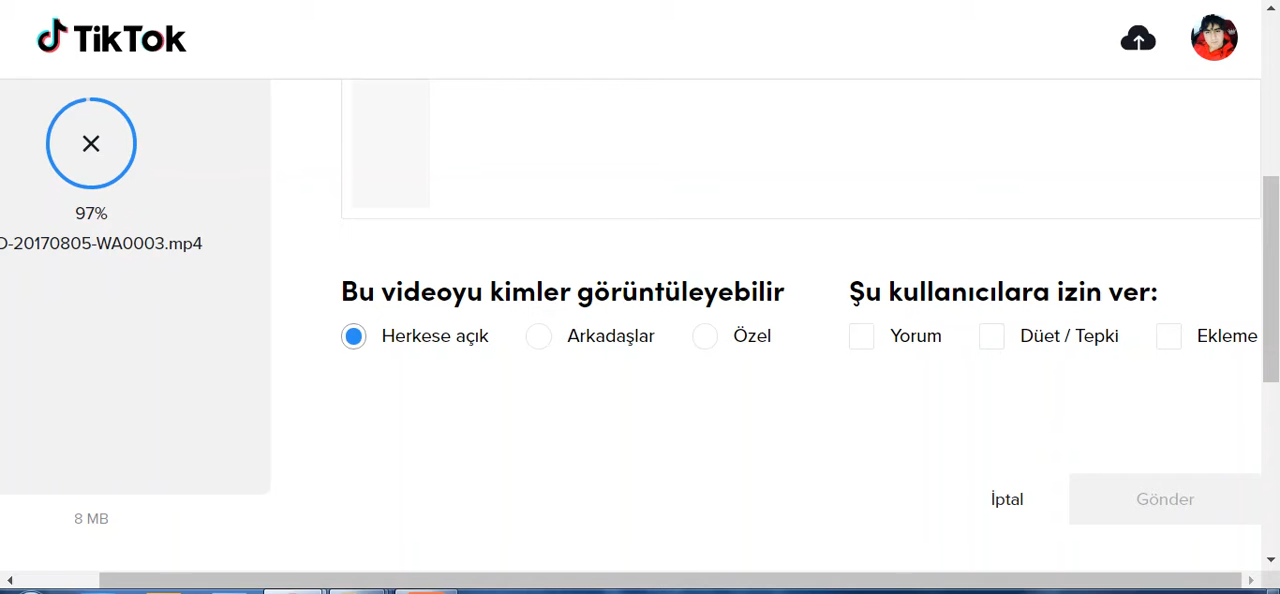 TikTok
97%
D-20170805-WA0003.mp4
Bu videoyu kimler görüntüleyebilir
Şu kullanıcılara izin ver:
Herkese açık Arkadaşlar Özel
Yorum Düet / Tepki Ekleme
İptal Gönder
8 MB